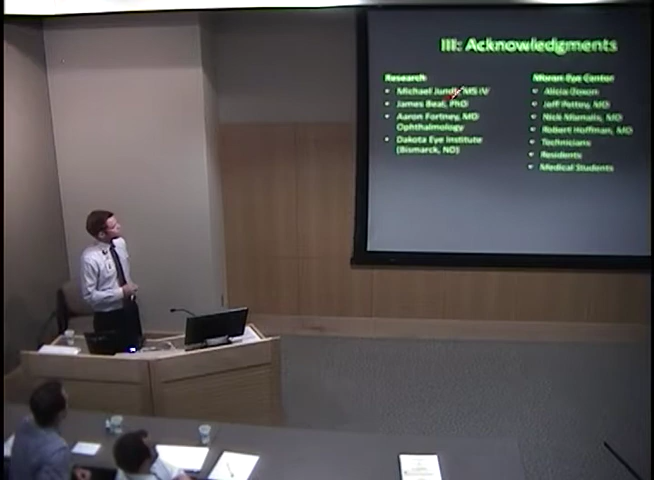 III: Acknowledgments
Research
Michael Jundt, MS IV
James Beal, PhD
Aaron Fortney, MD
Ophthalmology
Dakota Eye Institute
(Bismarck, ND)
Moran Eye Center
Alicia
Jeff Pettey, MD
Nick Mamalis, MD
Robert Hoffman, MD
Technicians
Residents
Medical Students